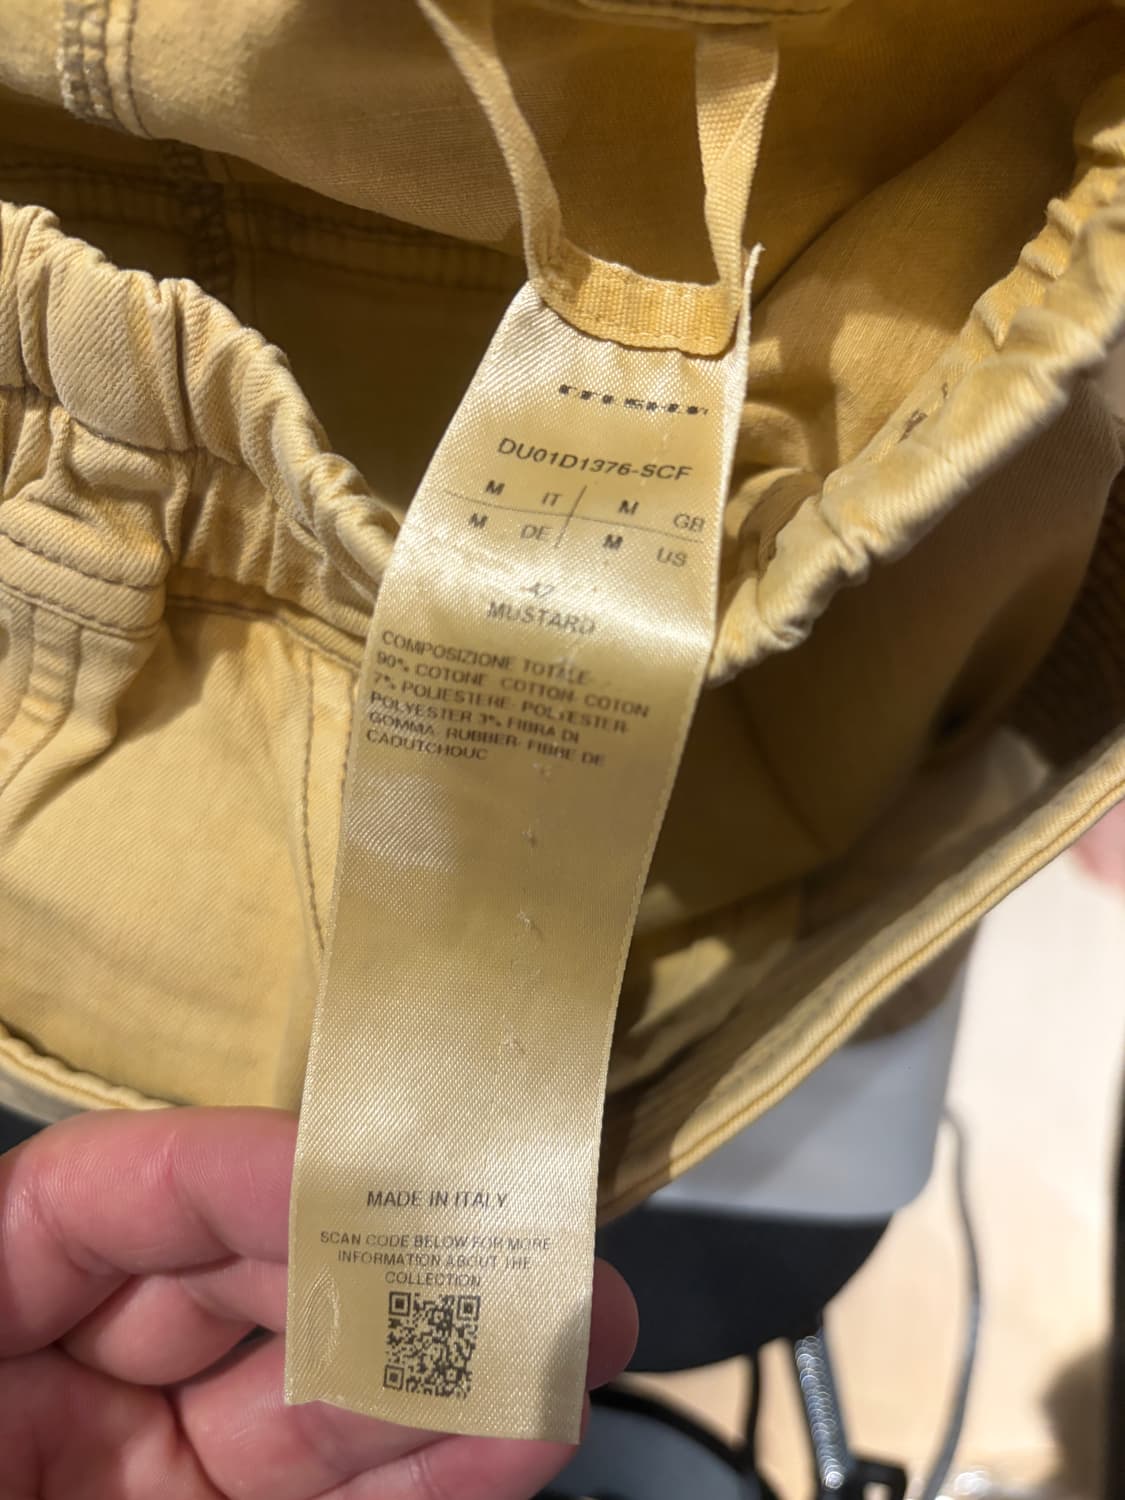 DU01D1376-SCF
M IT M GB
M DE M US
42
MUSTARD
COMPOSIZIONE TOTALE-
90% COTONE COTTON- COTON
7% POLIESTERE- POLYESTER-
POLYESTER 3% FIBRA DI
GOMMA- RUBBER- FIBRE DE
CAOUTCHOUC
MADE IN ITALY
SCAN CODE BELOW FOR MORE
INFORMATION ABOUT THE
COLLECTION